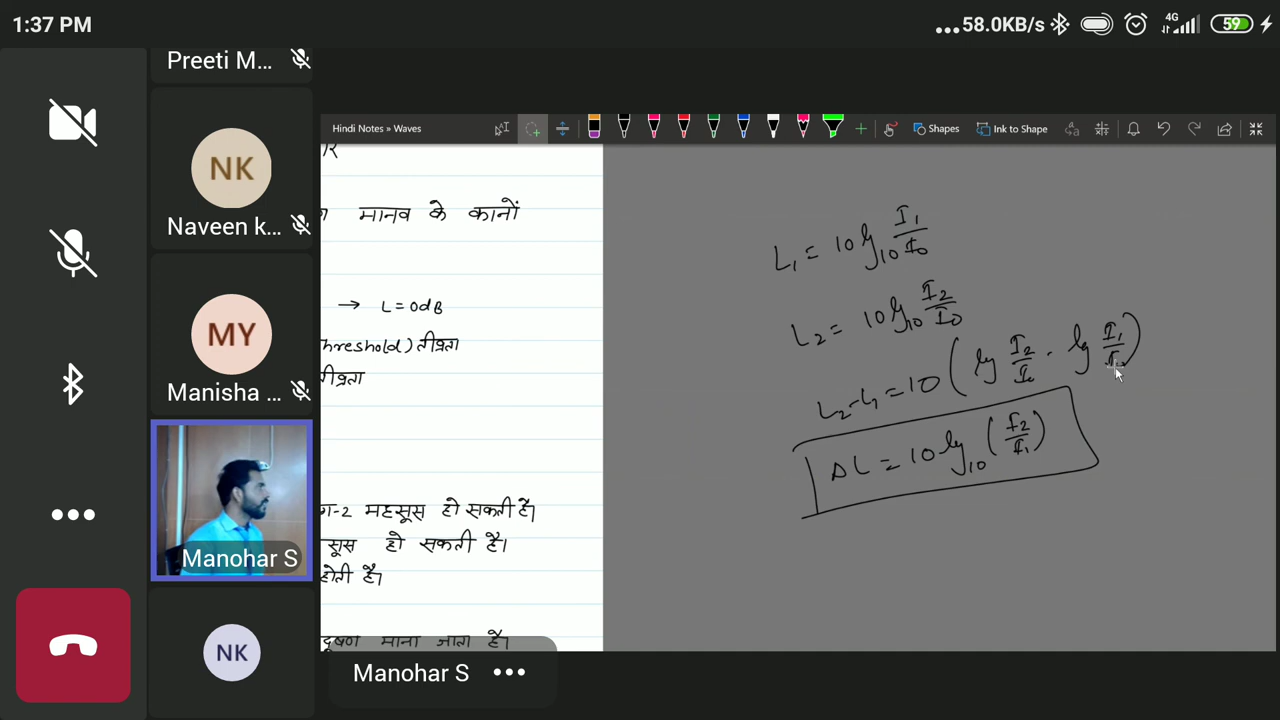 1:37 PM
...58.0KB/s 4G 59
Preeti M...
NK
Naveen k...
MY
Manisha ...
Manohar S
NK
Hindi Notes » Waves
Shapes
Ink to Shape
मानव के कानों
→ L=0dB
hreshold) तीव्रता
तीव्रता
-2 महसूस हो सकती है।
सूस हो सकती है।
होती है।
माना जाता है।
L₁ = 10 log₁₀ I₁/I₀
L₂ = 10 log₁₀ I₂/I₀
L₂-L₁ = 10 (log I₂/I₀ - log I₁/I₀)
ΔL = 10 log₁₀ (I₂/I₁)
Manohar S